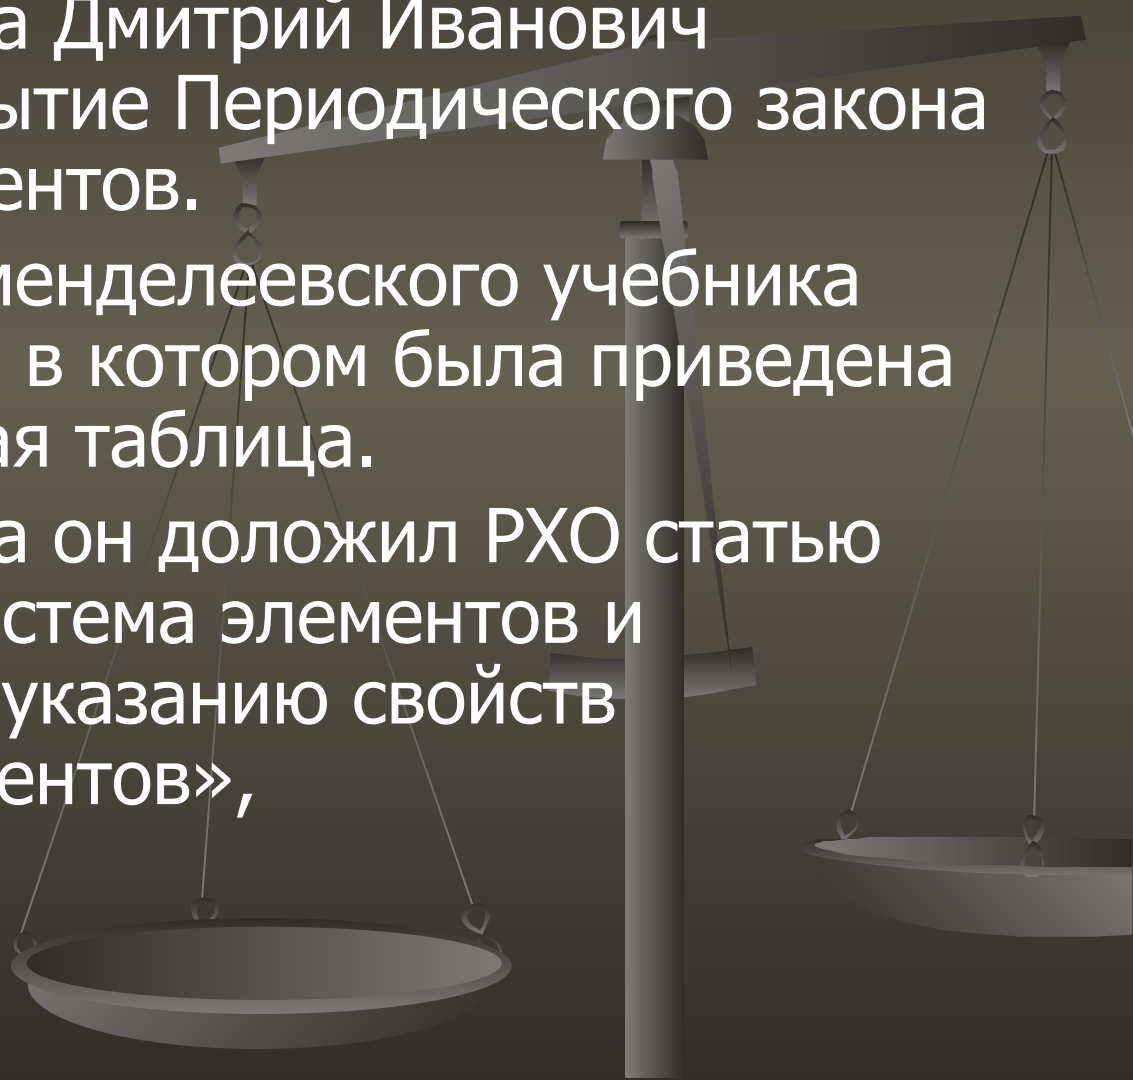 а Дмитрий Иванович
ытие Периодического закона
ентов.
менделеевского учебника
в котором была приведена
ая таблица.
а он доложил РХО статью
стема элементов и
указанию свойств
ентов»,